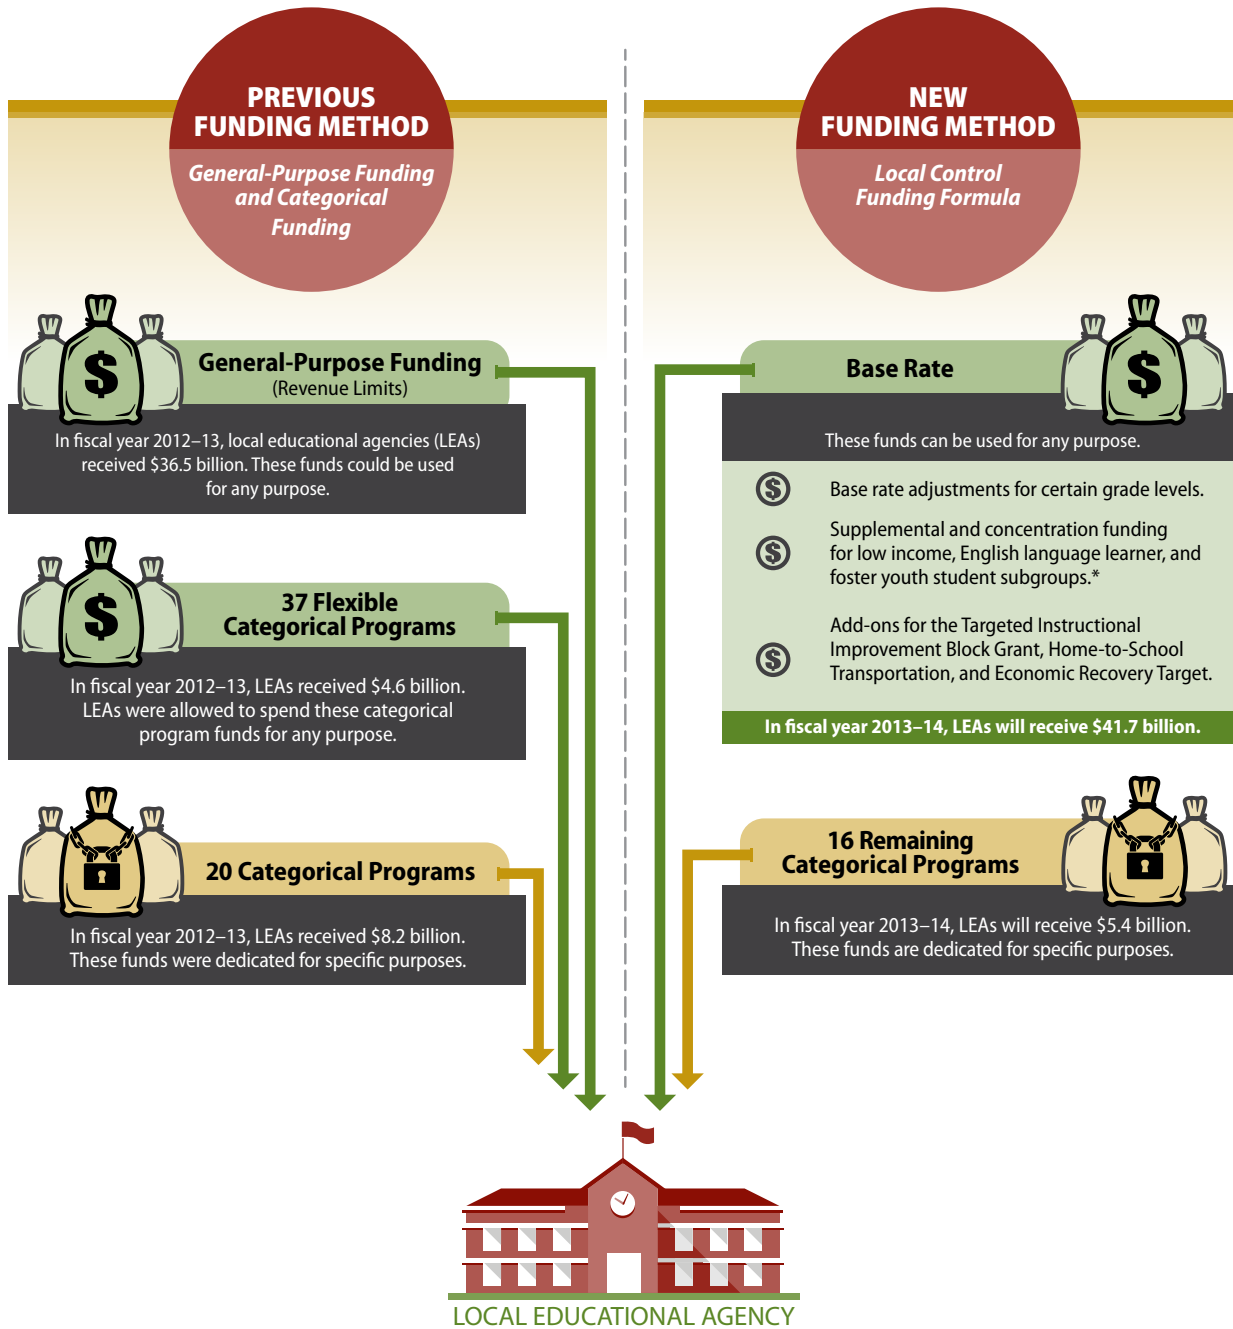 PREVIOUS
FUNDING METHOD
General-Purpose Funding
and Categorical
Funding
General-Purpose Funding
(Revenue Limits)
In fiscal year 2012–13, local educational agencies (LEAs)
received $36.5 billion. These funds could be used
for any purpose.
37 Flexible
Categorical Programs
In fiscal year 2012–13, LEAs received $4.6 billion.
LEAs were allowed to spend these categorical
program funds for any purpose.
20 Categorical Programs
In fiscal year 2012–13, LEAs received $8.2 billion.
These funds were dedicated for specific purposes.
NEW
FUNDING METHOD
Local Control
Funding Formula
Base Rate
These funds can be used for any purpose.
Base rate adjustments for certain grade levels.
Supplemental and concentration funding
for low income, English language learner, and
foster youth student subgroups.*
Add-ons for the Targeted Instructional
Improvement Block Grant, Home-to-School
Transportation, and Economic Recovery Target.
In fiscal year 2013–14, LEAs will receive $41.7 billion.
16 Remaining
Categorical Programs
In fiscal year 2013–14, LEAs will receive $5.4 billion.
These funds are dedicated for specific purposes.
LOCAL EDUCATIONAL AGENCY